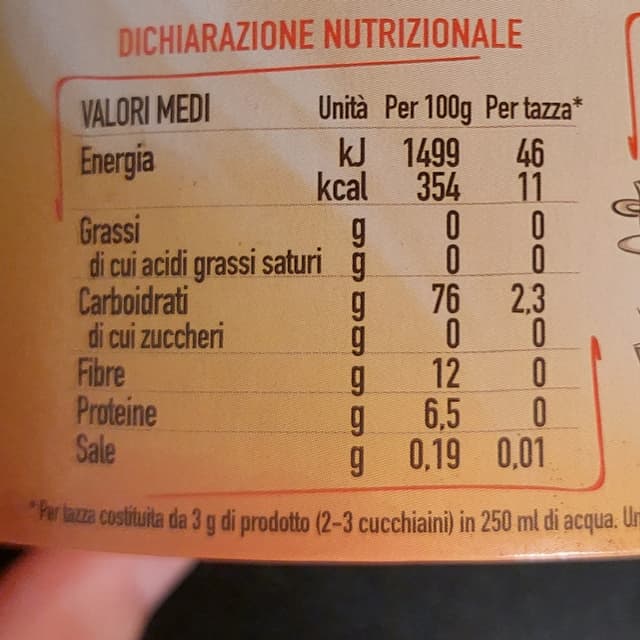 DICHIARAZIONE NUTRIZIONALE
VALORI MEDI Unità Per 100g Per tazza*
Energia kJ 1499 46
kcal 354 11
Grassi g 0 0
di cui acidi grassi saturi g 0 0
Carboidrati g 76 2,3
di cui zuccheri g 0 0
Fibre g 12 0
Proteine g 6,5 0
Sale g 0,19 0,01
*Per tazza costituita da 3 g di prodotto (2-3 cucchiaini) in 250 ml di acqua.